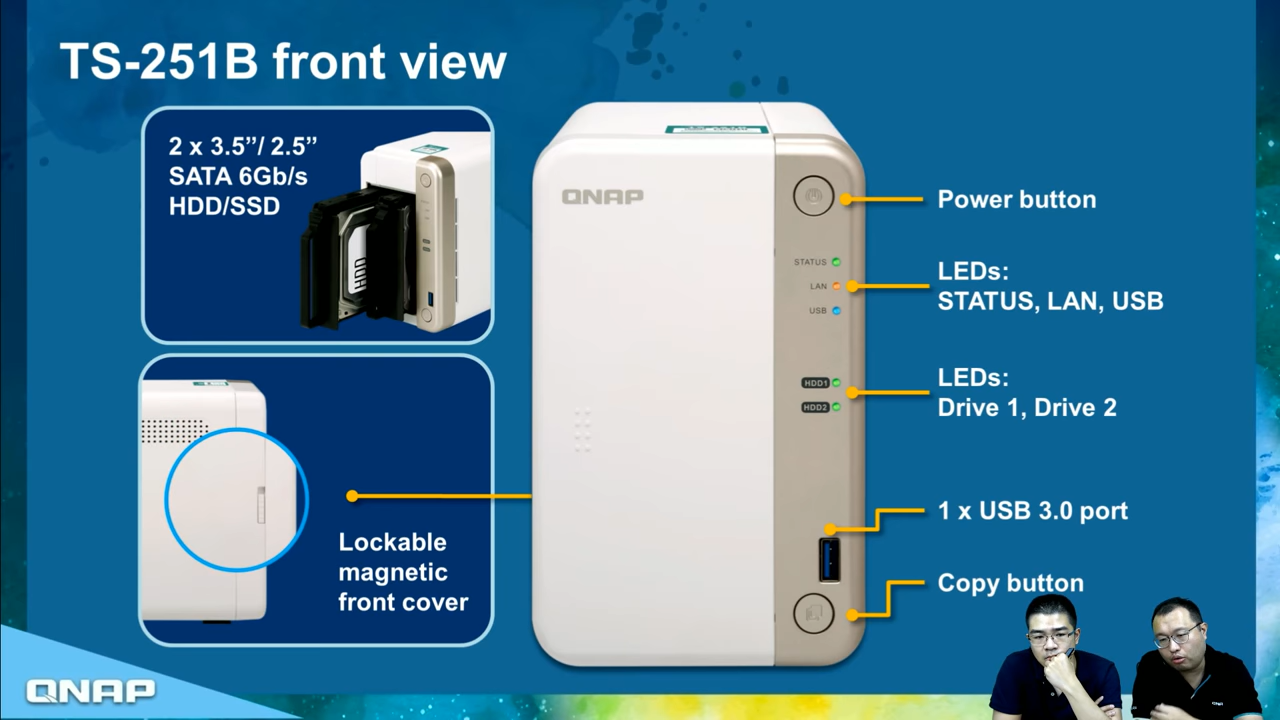 TS-251B front view
2 x 3.5”/ 2.5”
SATA 6Gb/s
HDD/SSD
HDD
Lockable
magnetic
front cover
QNAP
STATUS
LAN
USB
HDD1
HDD2
Power button
LEDs:
STATUS, LAN, USB
LEDs:
Drive 1, Drive 2
1 x USB 3.0 port
Copy button
QNAP